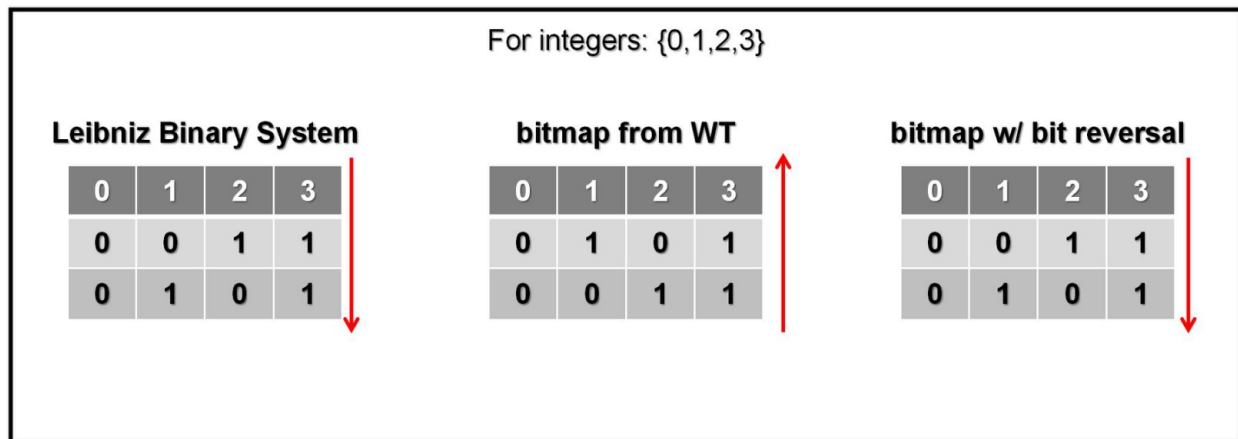 For integers: {0,1,2,3}
Leibniz Binary System
0 1 2 3
0 0 1 1
0 1 0 1
bitmap from WT
0 1 2 3
0 1 0 1
0 0 1 1
bitmap w/ bit reversal
0 1 2 3
0 0 1 1
0 1 0 1